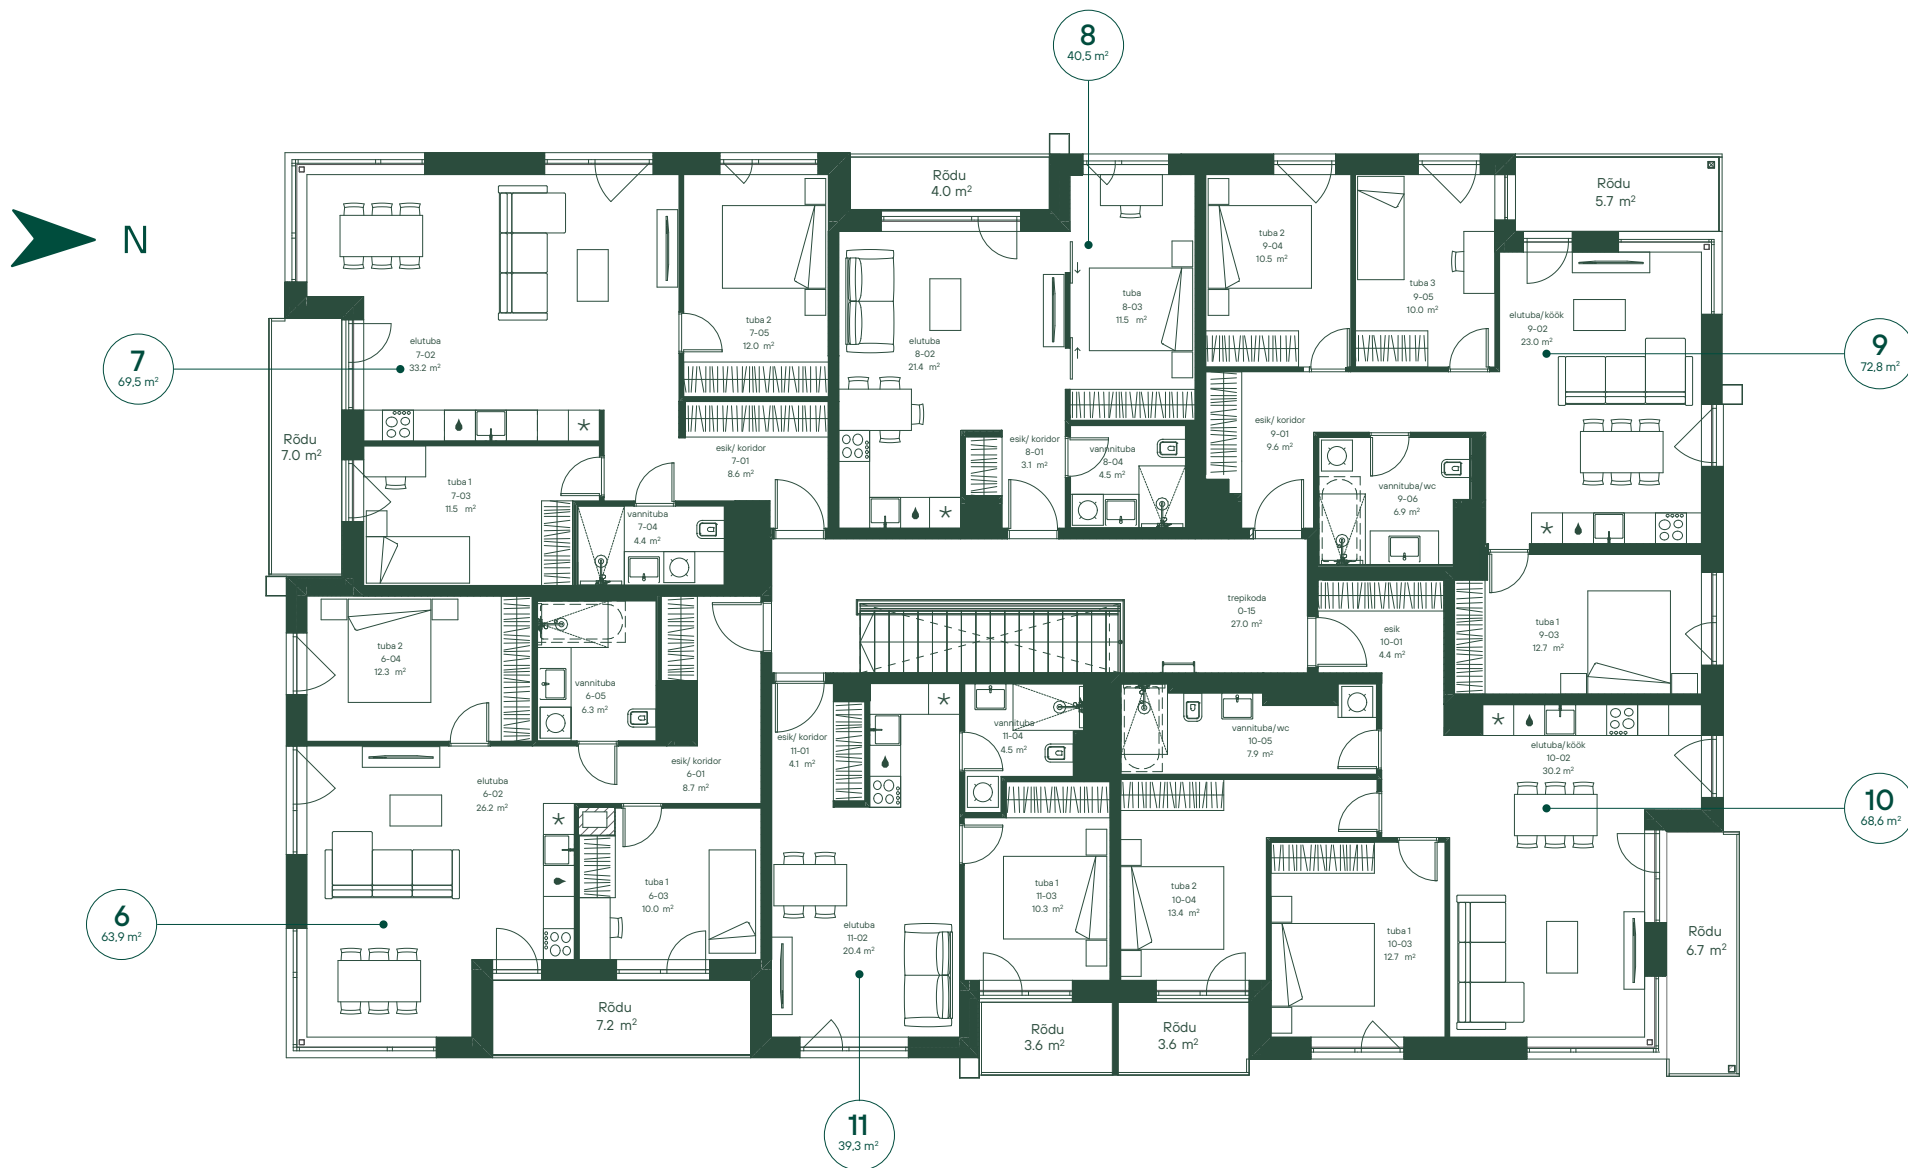 8
40,5 m²
N
Rõdu
4.0 m²
Rõdu
5.7 m²
tuba 2
9-04
10.5 m²
tuba 3
9-05
10.0 m²
tuba
8-03
11.5 m²
tuba 2
7-05
12.0 m²
elutuba/köök
9-02
23.0 m²
elutuba
7-02
33.2 m²
elutuba
8-02
21.4 m²
7
69,5 m²
9
72,8 m²
Rõdu
7.0 m²
esik/ koridor
7-01
8.6 m²
esik/ koridor
8-01
3.1 m²
vannnituba
8-04
4.5 m²
esik/ koridor
9-01
9.6 m²
tuba 1
7-03
11.5 m²
vannituba/wc
9-06
6.9 m²
vannituba
7-04
4.4 m²
trepikoda
0-15
27.0 m²
esik
10-01
4.4 m²
tuba 1
9-03
12.7 m²
tuba 2
6-04
12.3 m²
vannituba
6-05
6.3 m²
vannituba
11-04
4.5 m²
vannituba/wc
10-05
7.9 m²
esik/ koridor
11-01
4.1 m²
elutuba/köök
10-02
30.2 m²
esik/ koridor
6-01
8.7 m²
elutuba
6-02
26.2 m²
10
68,6 m²
tuba 1
6-03
10.0 m²
tuba 1
11-03
10.3 m²
tuba 2
10-04
13.4 m²
6
63,9 m²
elutuba
11-02
20.4 m²
tuba 1
10-03
12.7 m²
Rõdu
6.7 m²
Rõdu
7.2 m²
Rõdu
3.6 m²
Rõdu
3.6 m²
11
39,3 m²